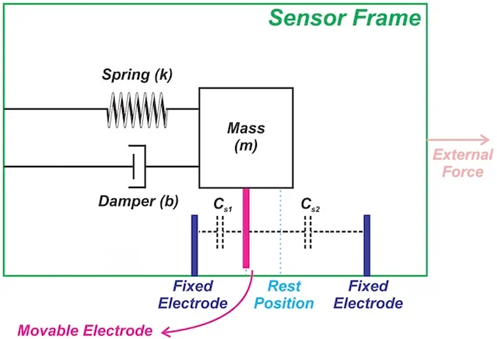 Sensor Frame
Spring (k)
Mass
(m)
External
Force
Damper (b)
Cs1
Cs2
Fixed
Electrode
Rest
Position
Fixed
Electrode
Movable Electrode